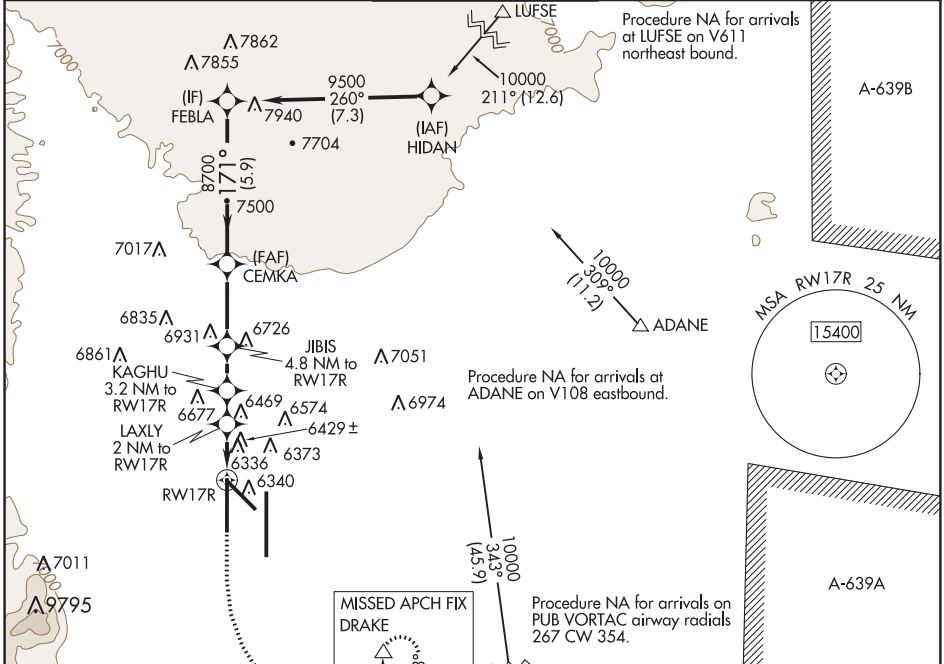 LUFSE
Procedure NA for arrivals
at LUFSE on V611
northeast bound.
7000
7000
7862
7855
10000
211° (12.6)
9500
260°
(7.3)
(IF)
FEBLA
7940
(IAF)
HIDAN
A-639B
7704
8700
171°
(5.9)
7500
7017
(FAF)
CEMKA
10000
309°
(11.2)
MSA RW17R 25 NM
15400
ADANE
6835
6931
6726
JIBIS
4.8 NM to
RW17R
6861
7051
KAGHU
3.2 NM to
RW17R
Procedure NA for arrivals at
ADANE on V108 eastbound.
6974
6677
6469
6574
6429 ±
LAXLY
2 NM to
RW17R
6336
6373
RW17R
6340
10000
343°
(45.9)
7011
9795
A-639A
MISSED APCH FIX
DRAKE
Procedure NA for arrivals on
PUB VORTAC airway radials
267 CW 354.